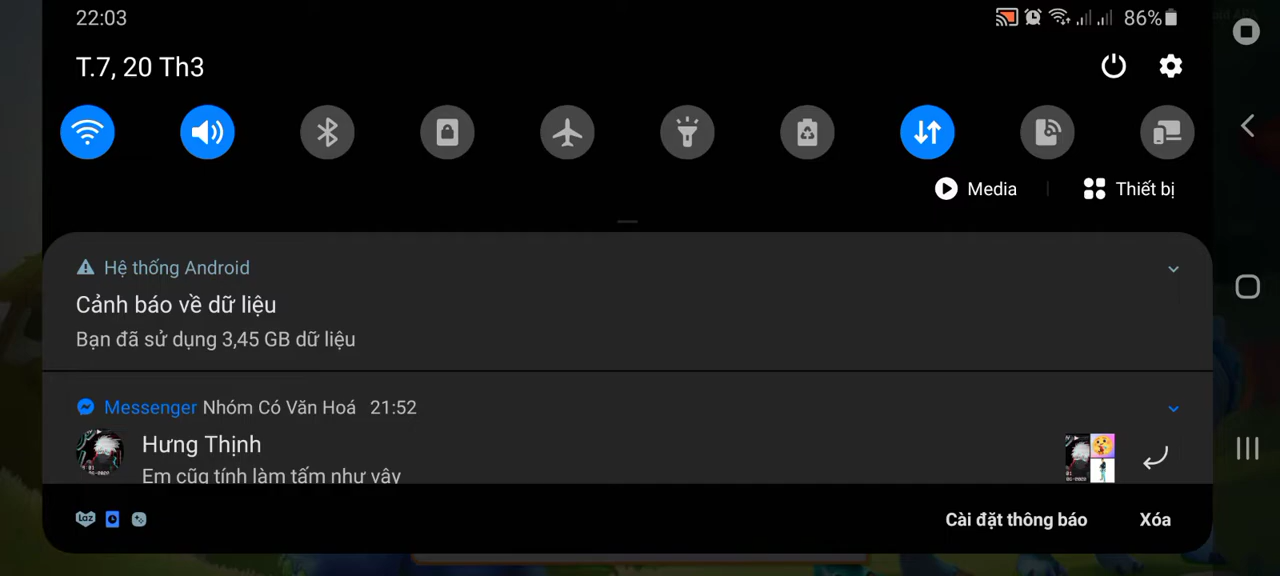 22:03
86%
T.7, 20 Th3
Media
Thiết bị
Hệ thống Android
Cảnh báo về dữ liệu
Bạn đã sử dụng 3,45 GB dữ liệu
Messenger Nhóm Có Văn Hoá 21:52
Hưng Thịnh
Em cũg tính làm tấm như vậy
laz
Cài đặt thông báo
Xóa